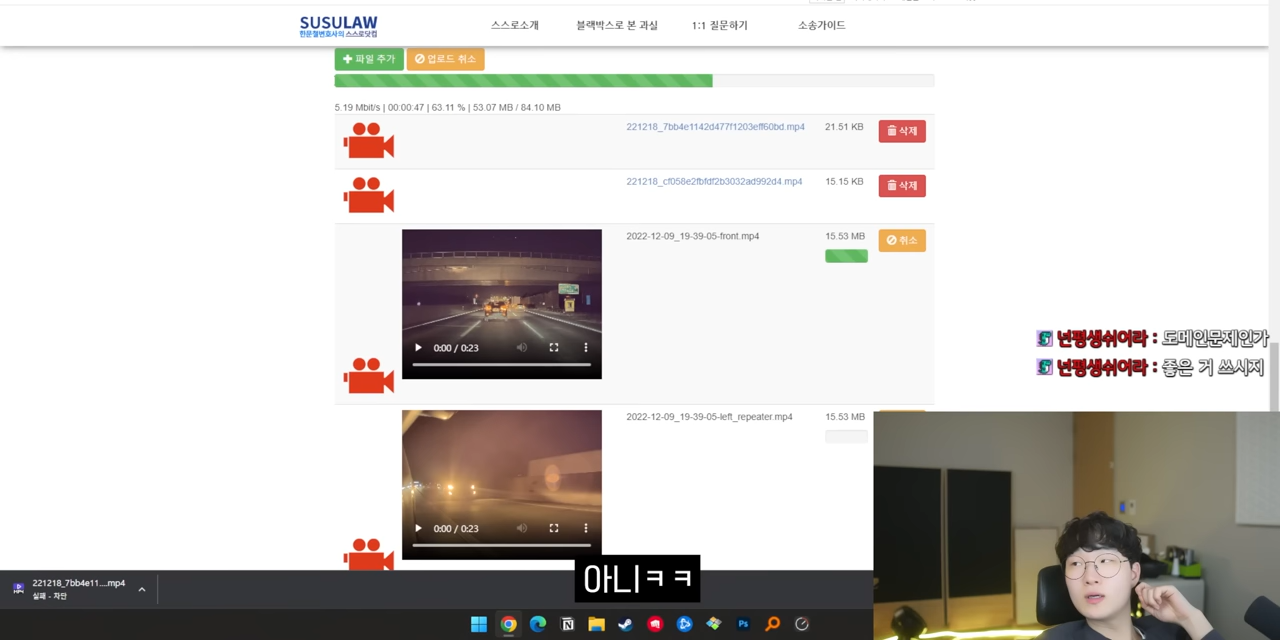 SUSULAW
한문철변호사의 스스로닷컴
스스로소개
블랙박스로 본 과실
1:1 질문하기
소송가이드
파일 추가
업로드 취소
5.19 Mbit/s | 00:00:47 | 63.11 % | 53.07 MB / 84.10 MB
221218_7bb4e1142d477f1203eff60bd.mp4
21.51 KB
삭제
221218_cf058e2fbfdf2b3032ad992d4.mp4
15.15 KB
삭제
2022-12-09_19-39-05-front.mp4
15.53 MB
취소
0:00 / 0:23
넌평생쉬어라 : 도메인문제인가
넌평생쉬어라 : 좋은 거 쓰시지
2022-12-09_19-39-05-left_repeater.mp4
15.53 MB
0:00 / 0:23
아니ㅋㅋ
221218_7bb4e11....mp4
실패 - 차단
Ps